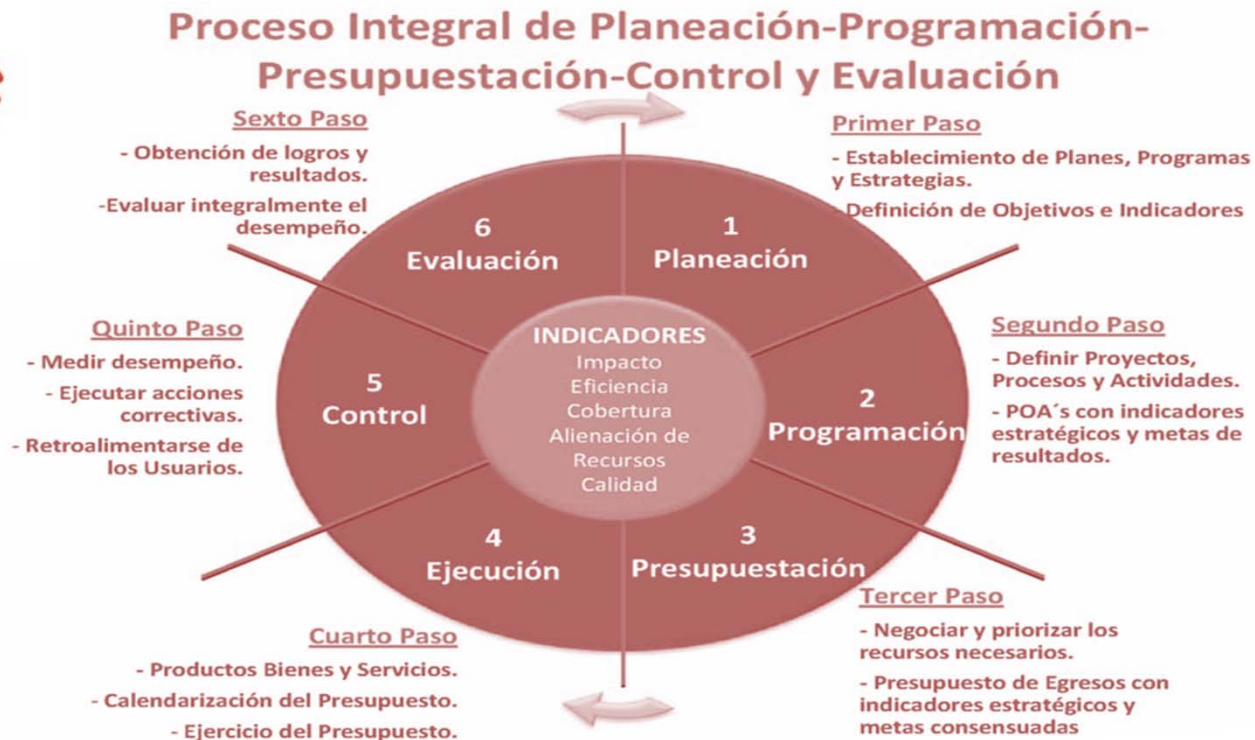 Proceso Integral de Planeación-Programación-
Presupuestación-Control y Evaluación
Sexto Paso
- Obtención de logros y
resultados.
-Evaluar integralmente el
desempeño.
Primer Paso
- Establecimiento de Planes, Programas
y Estrategias.
- Definición de Objetivos e Indicadores
6
Evaluación
1
Planeación
Quinto Paso
- Medir desempeño.
- Ejecutar acciones
correctivas.
- Retroalimentarse de
los Usuarios.
5
Control
INDICADORES
Impacto
Eficiencia
Cobertura
Alienación de
Recursos
Calidad
2
Programación
Segundo Paso
- Definir Proyectos,
Procesos y Actividades.
- POA´s con indicadores
estratégicos y metas de
resultados.
4
Ejecución
3
Presupuestación
Cuarto Paso
- Productos Bienes y Servicios.
- Calendarización del Presupuesto.
- Ejercicio del Presupuesto.
Tercer Paso
- Negociar y priorizar los
recursos necesarios.
- Presupuesto de Egresos con
indicadores estratégicos y
metas consensuadas